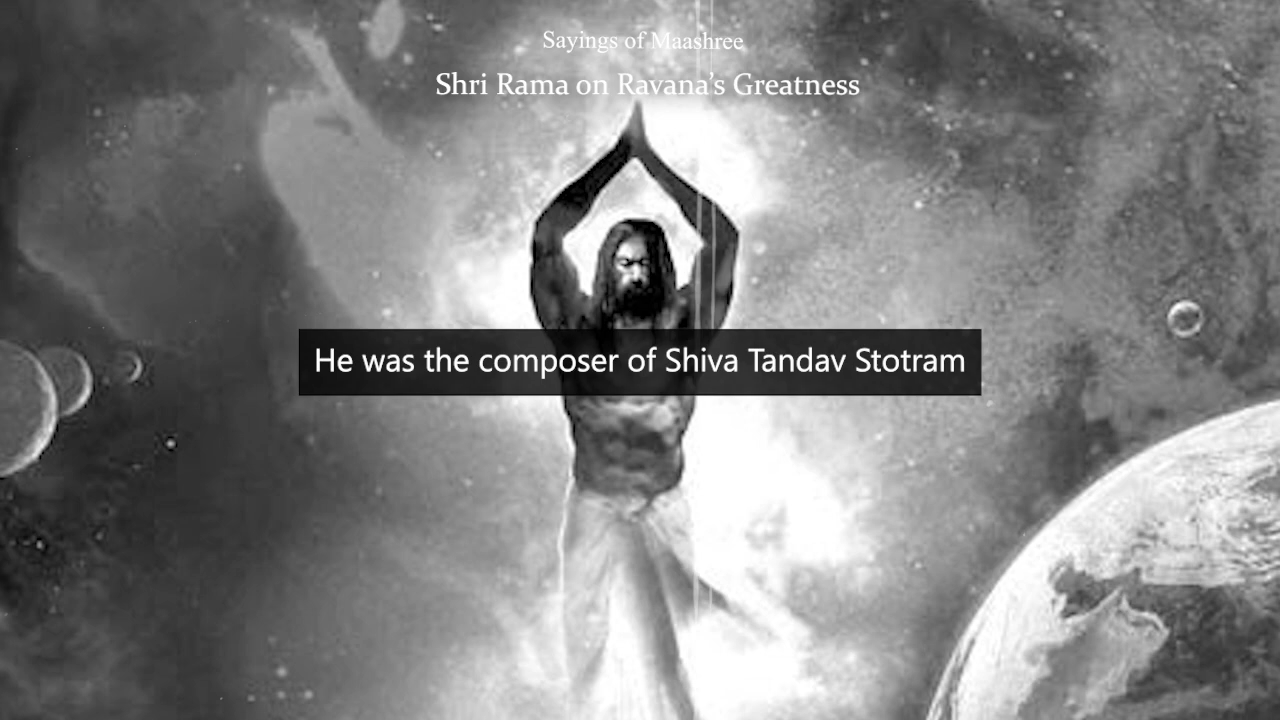 Sayings of Maashree
Shri Rama on Ravana’s Greatness
He was the composer of Shiva Tandav Stotram